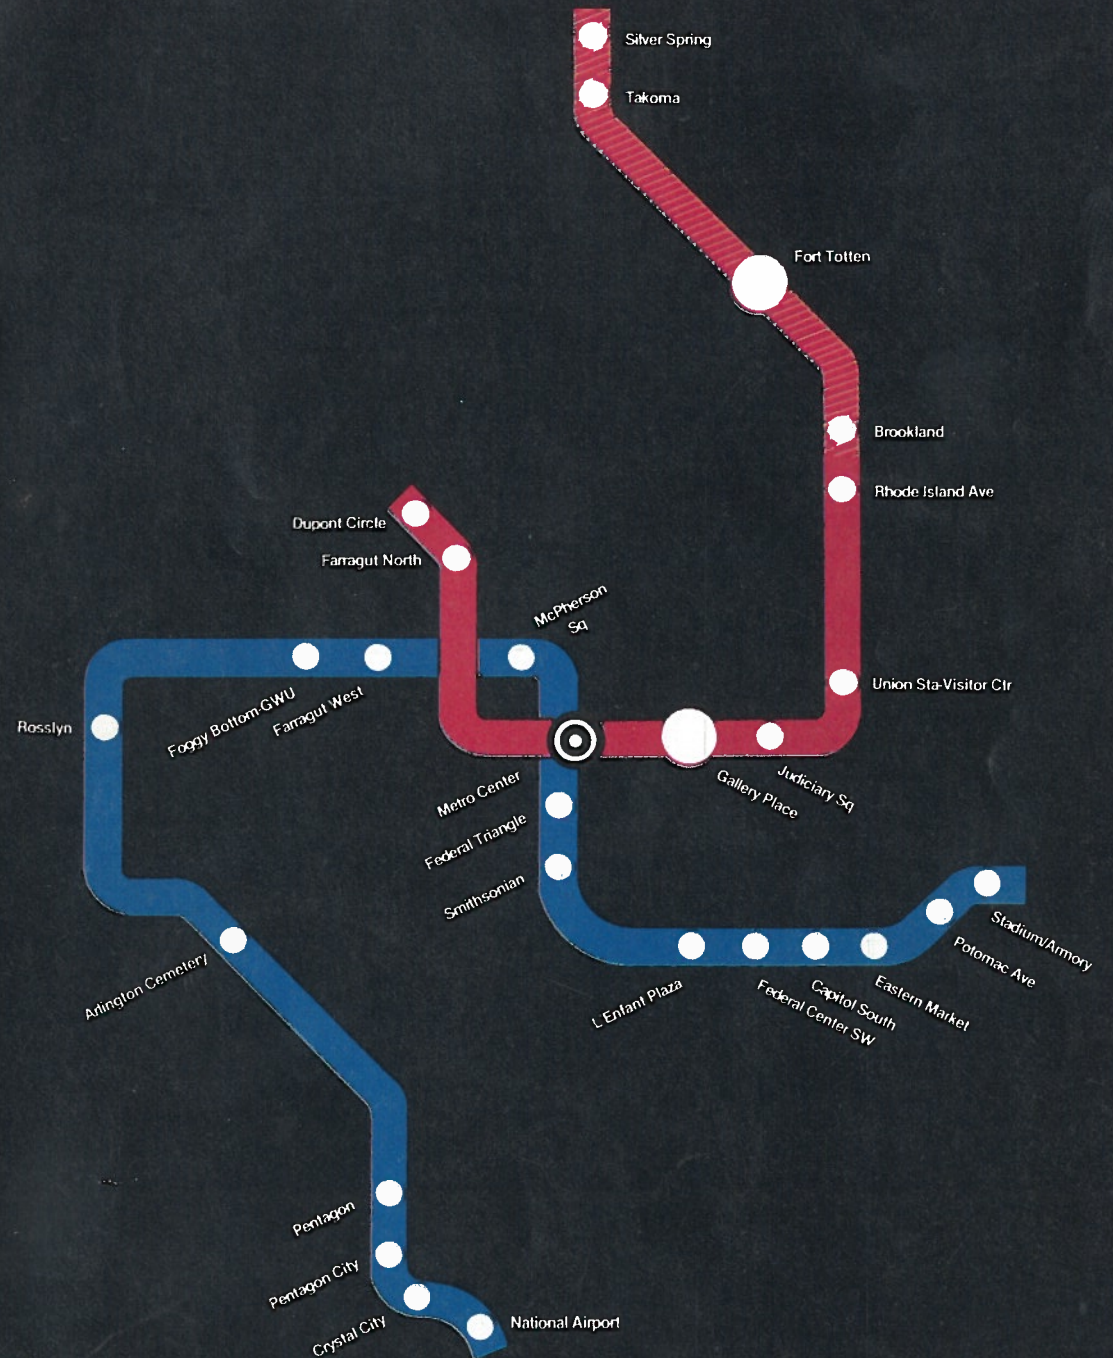 Silver Spring
Takoma
Fort Totten
Brookland
Rhode Island Ave
Dupont Circle
Farragut North
McPherson
Sq
Union Sta-Visitor Ctr
Foggy Bottom-GWU
Farragut West
Rosslyn
Metro Center
Gallery Place
Judiciary Sq
Federal Triangle
Smithsonian
Stadium/Armory
Potomac Ave
Eastern Market
Capitol South
Federal Center SW
L'Enfant Plaza
Arlington Cemetery
Pentagon
Pentagon City
Crystal City
National Airport